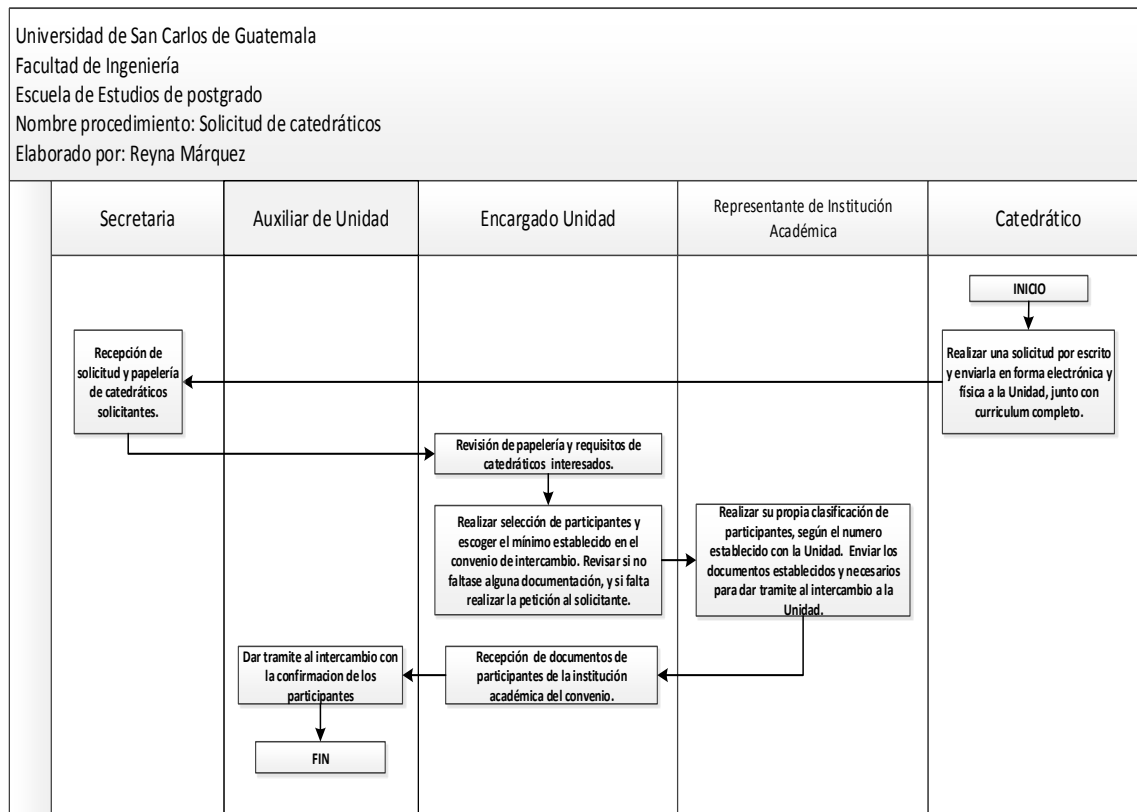 Universidad de San Carlos de Guatemala
Facultad de Ingeniería
Escuela de Estudios de postgrado
Nombre procedimiento: Solicitud de catedráticos
Elaborado por: Reyna Márquez
Secretaria
Auxiliar de Unidad
Encargado Unidad
Representante de Institución
Académica
Catedrático
INICIO
Realizar una solicitud por escrito
y enviarla en forma electrónica y
física a la Unidad, junto con
curriculum completo.
Recepción de
solicitud y papelería
de catedráticos
solicitantes.
Revisión de papelería y requisitos de
catedráticos interesados.
Realizar selección de participantes y
escoger el mínimo establecido en el
convenio de intercambio. Revisar si no
faltase alguna documentación, y si falta
realizar la petición al solicitante.
Realizar su propia clasificación de
participantes, según el numero
establecido con la Unidad. Enviar los
documentos establecidos y necesarios
para dar tramite al intercambio a la
Unidad.
Recepción de documentos de
participantes de la institución
académica del convenio.
Dar tramite al intercambio con
la confirmacion de los
participantes
FIN